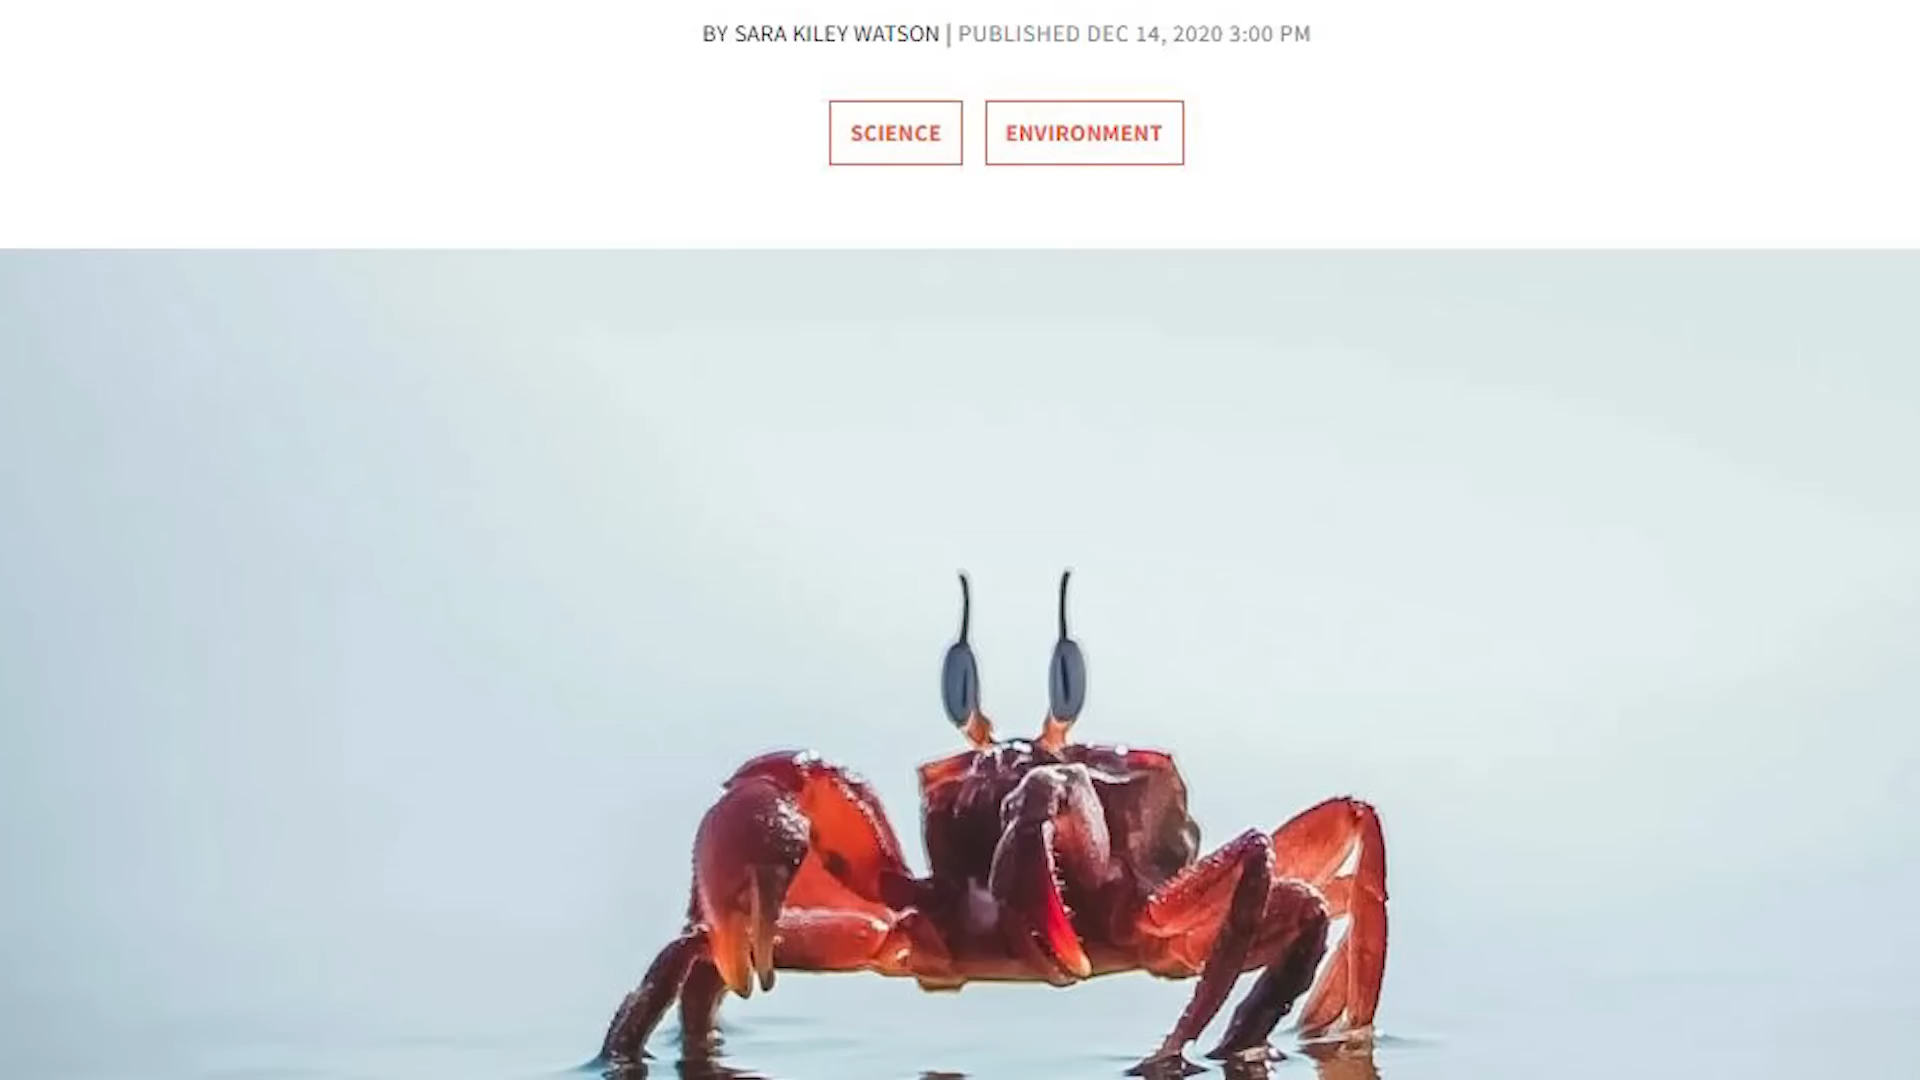 BY SARA KILEY WATSON | PUBLISHED DEC 14, 2020 3:00 PM
SCIENCE ENVIRONMENT